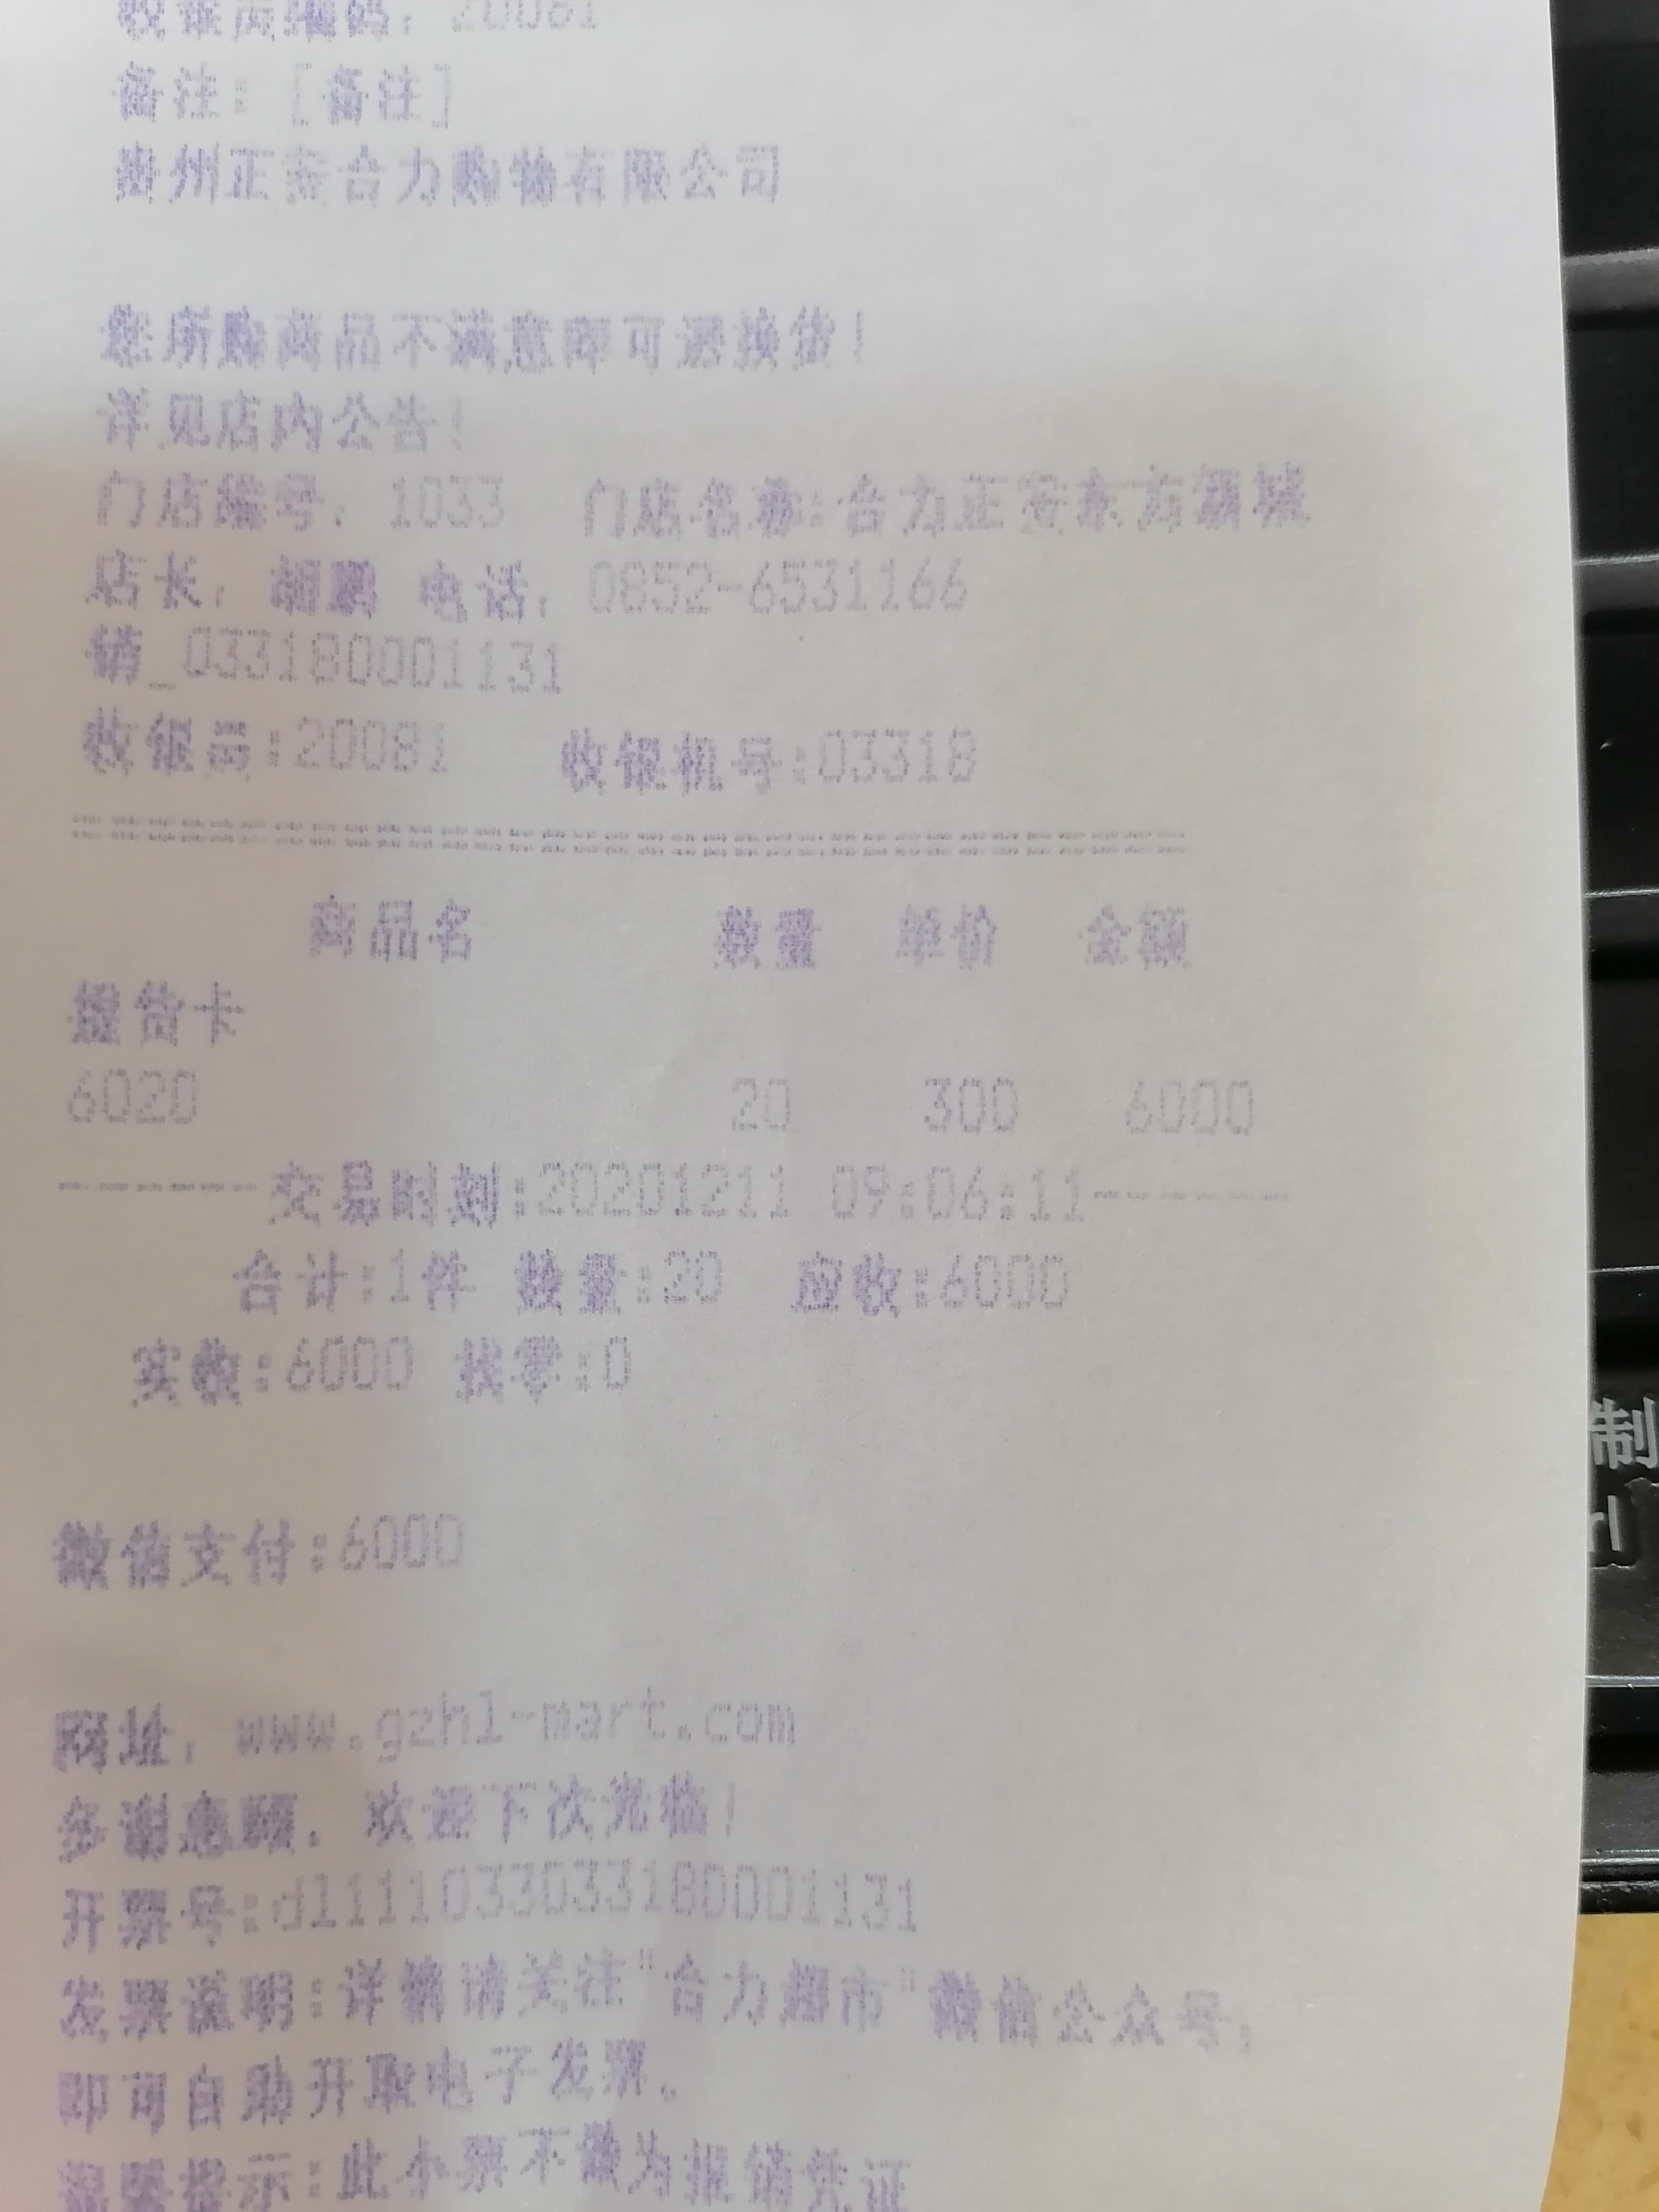 收银员编码：20081
备注：[备注]
贵州正安合力购物有限公司
您所购商品不满意即可退换货！
详见店内公告！
门店编号：1033 门店名称:合力正安东方新城
店长：胡鹏 电话：0852-6531166
销_033180001131
收银员:20081 收银机号:03318
商品名 数量 单价 金额
提货卡
6020 20 300 6000
--------交易时刻:20201211 09:06:11--------
合计:1件 数量:20 应收:6000
实收:6000 找零:0
微信支付:6000
网址：www.gzhl-mart.com
多谢惠顾，欢迎下次光临！
开票号:d11111033033180001131
发票说明:详情请关注"合力超市"微信公众号，
即可自助开取电子发票。
温馨提示:此小票不做为报销凭证
制
rl